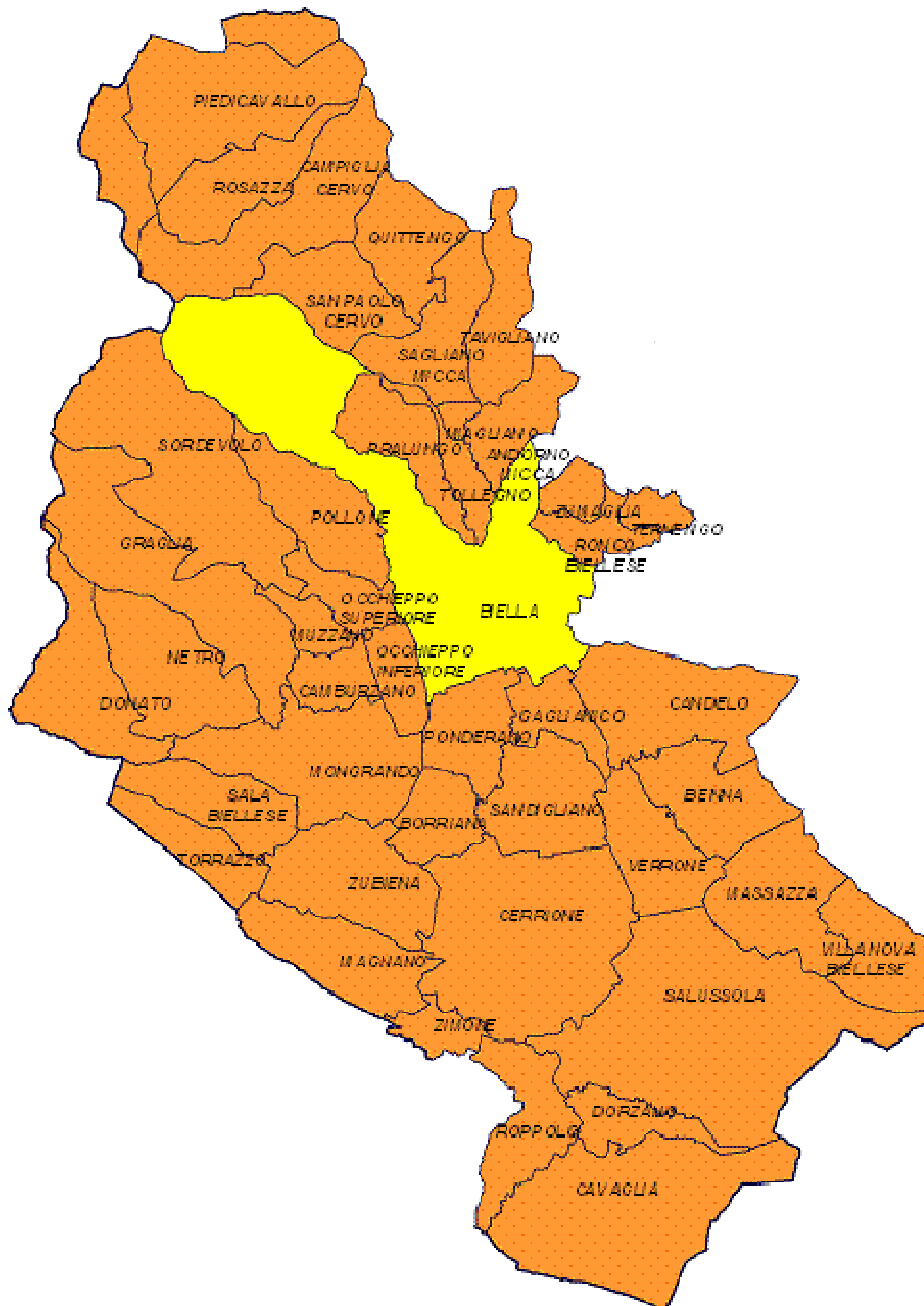 PIEDICAVALLO
CAMPIGLIA
CERVO
ROSAZZA
QUITTENGO
SAN PAOLO
CERVO
TAVIGLIANO
SAGLIANO
MICCA
MIAGLIANO
SORDEVOLO
PRALUNGO
ANDORNO
MICCA
TOLLEGNO
ZUMAGLIA
TERNENGO
POLLONE
GRAGLIA
RONCO
BIELLESE
OCCHIEPPO
SUPERIORE
BIELLA
MUZZANO
NETRO
OCCHIEPPO
INFERIORE
CAMBURZANO
DONATO
CANDELO
GAGLIANICO
PONDERANO
MONGRANDO
SALA
BIELLESE
BENNA
SANDIGLIANO
BORRIANA
TORRAZZO
VERRONE
ZUBIENA
MASSAZZA
CERRIONE
VILLANOVA
BIELLESE
MAGNANO
SALUSSOLA
ZIMONE
DORZANO
ROPPOLO
CAVAGLIA